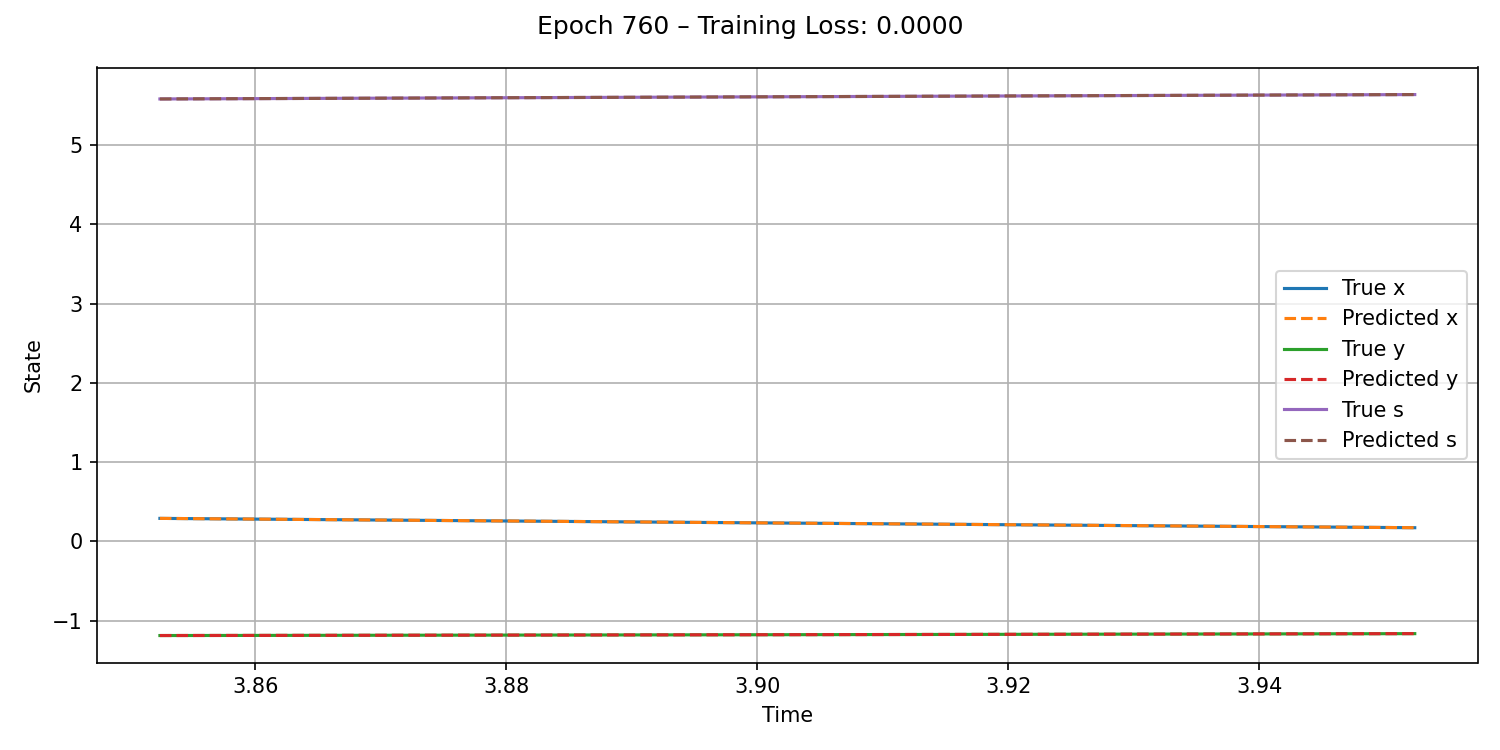 Epoch 760 – Training Loss: 0.0000
State
5
4
3
2
1
0
−1
True x
Predicted x
True y
Predicted y
True s
Predicted s
3.86 3.88 3.90 3.92 3.94
Time